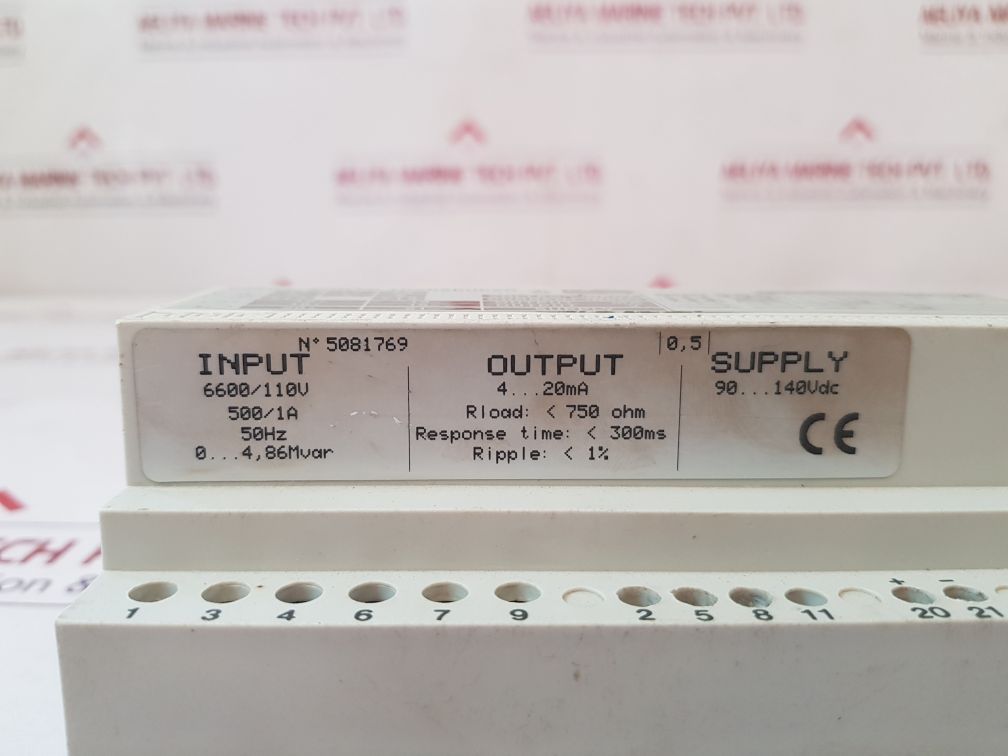 N° 5081769
INPUT
6600/110V
500/1A
50Hz
0...4,86Mvar
OUTPUT
4...20mA
Rload: < 750 ohm
Response time: < 300ms
Ripple: < 1%
0,5
SUPPLY
90...140Vdc
CE
1 3 4 6 7 9 2 5 8 11 + 20 - 21